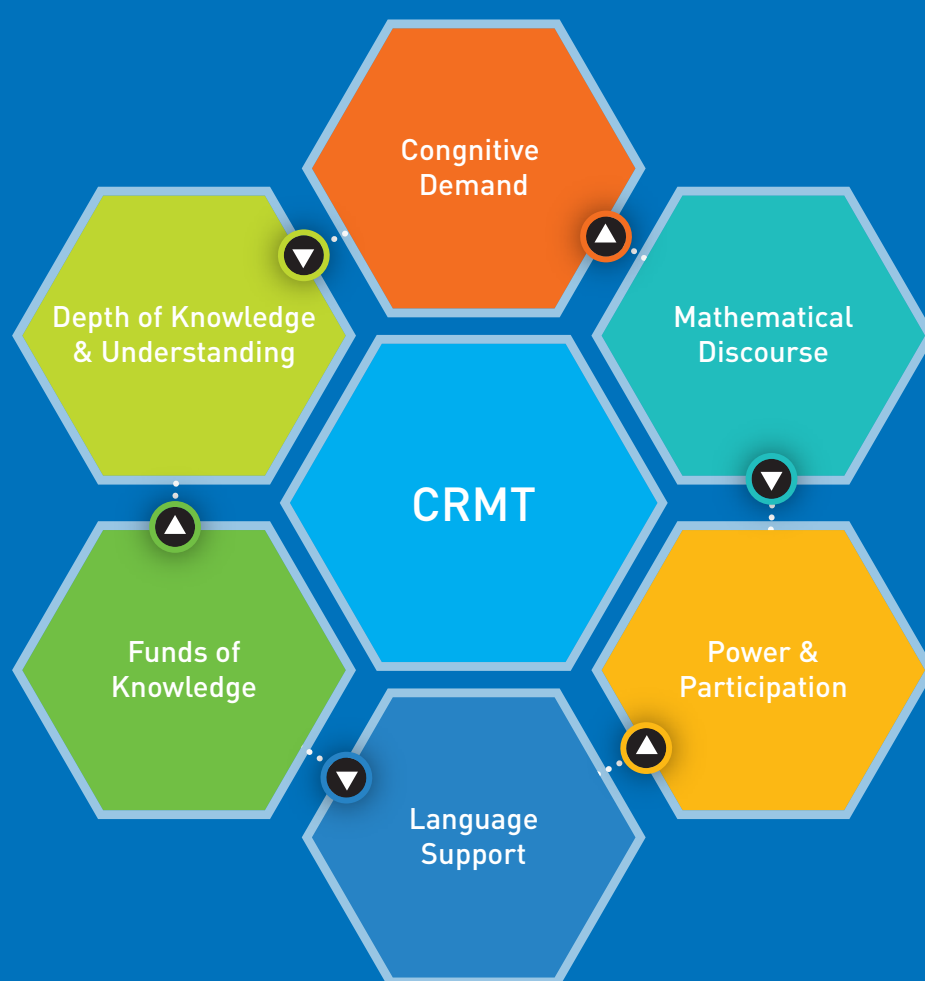 Congnitive
Demand
Depth of Knowledge
& Understanding
Mathematical
Discourse
CRMT
Funds of
Knowledge
Power &
Participation
Language
Support